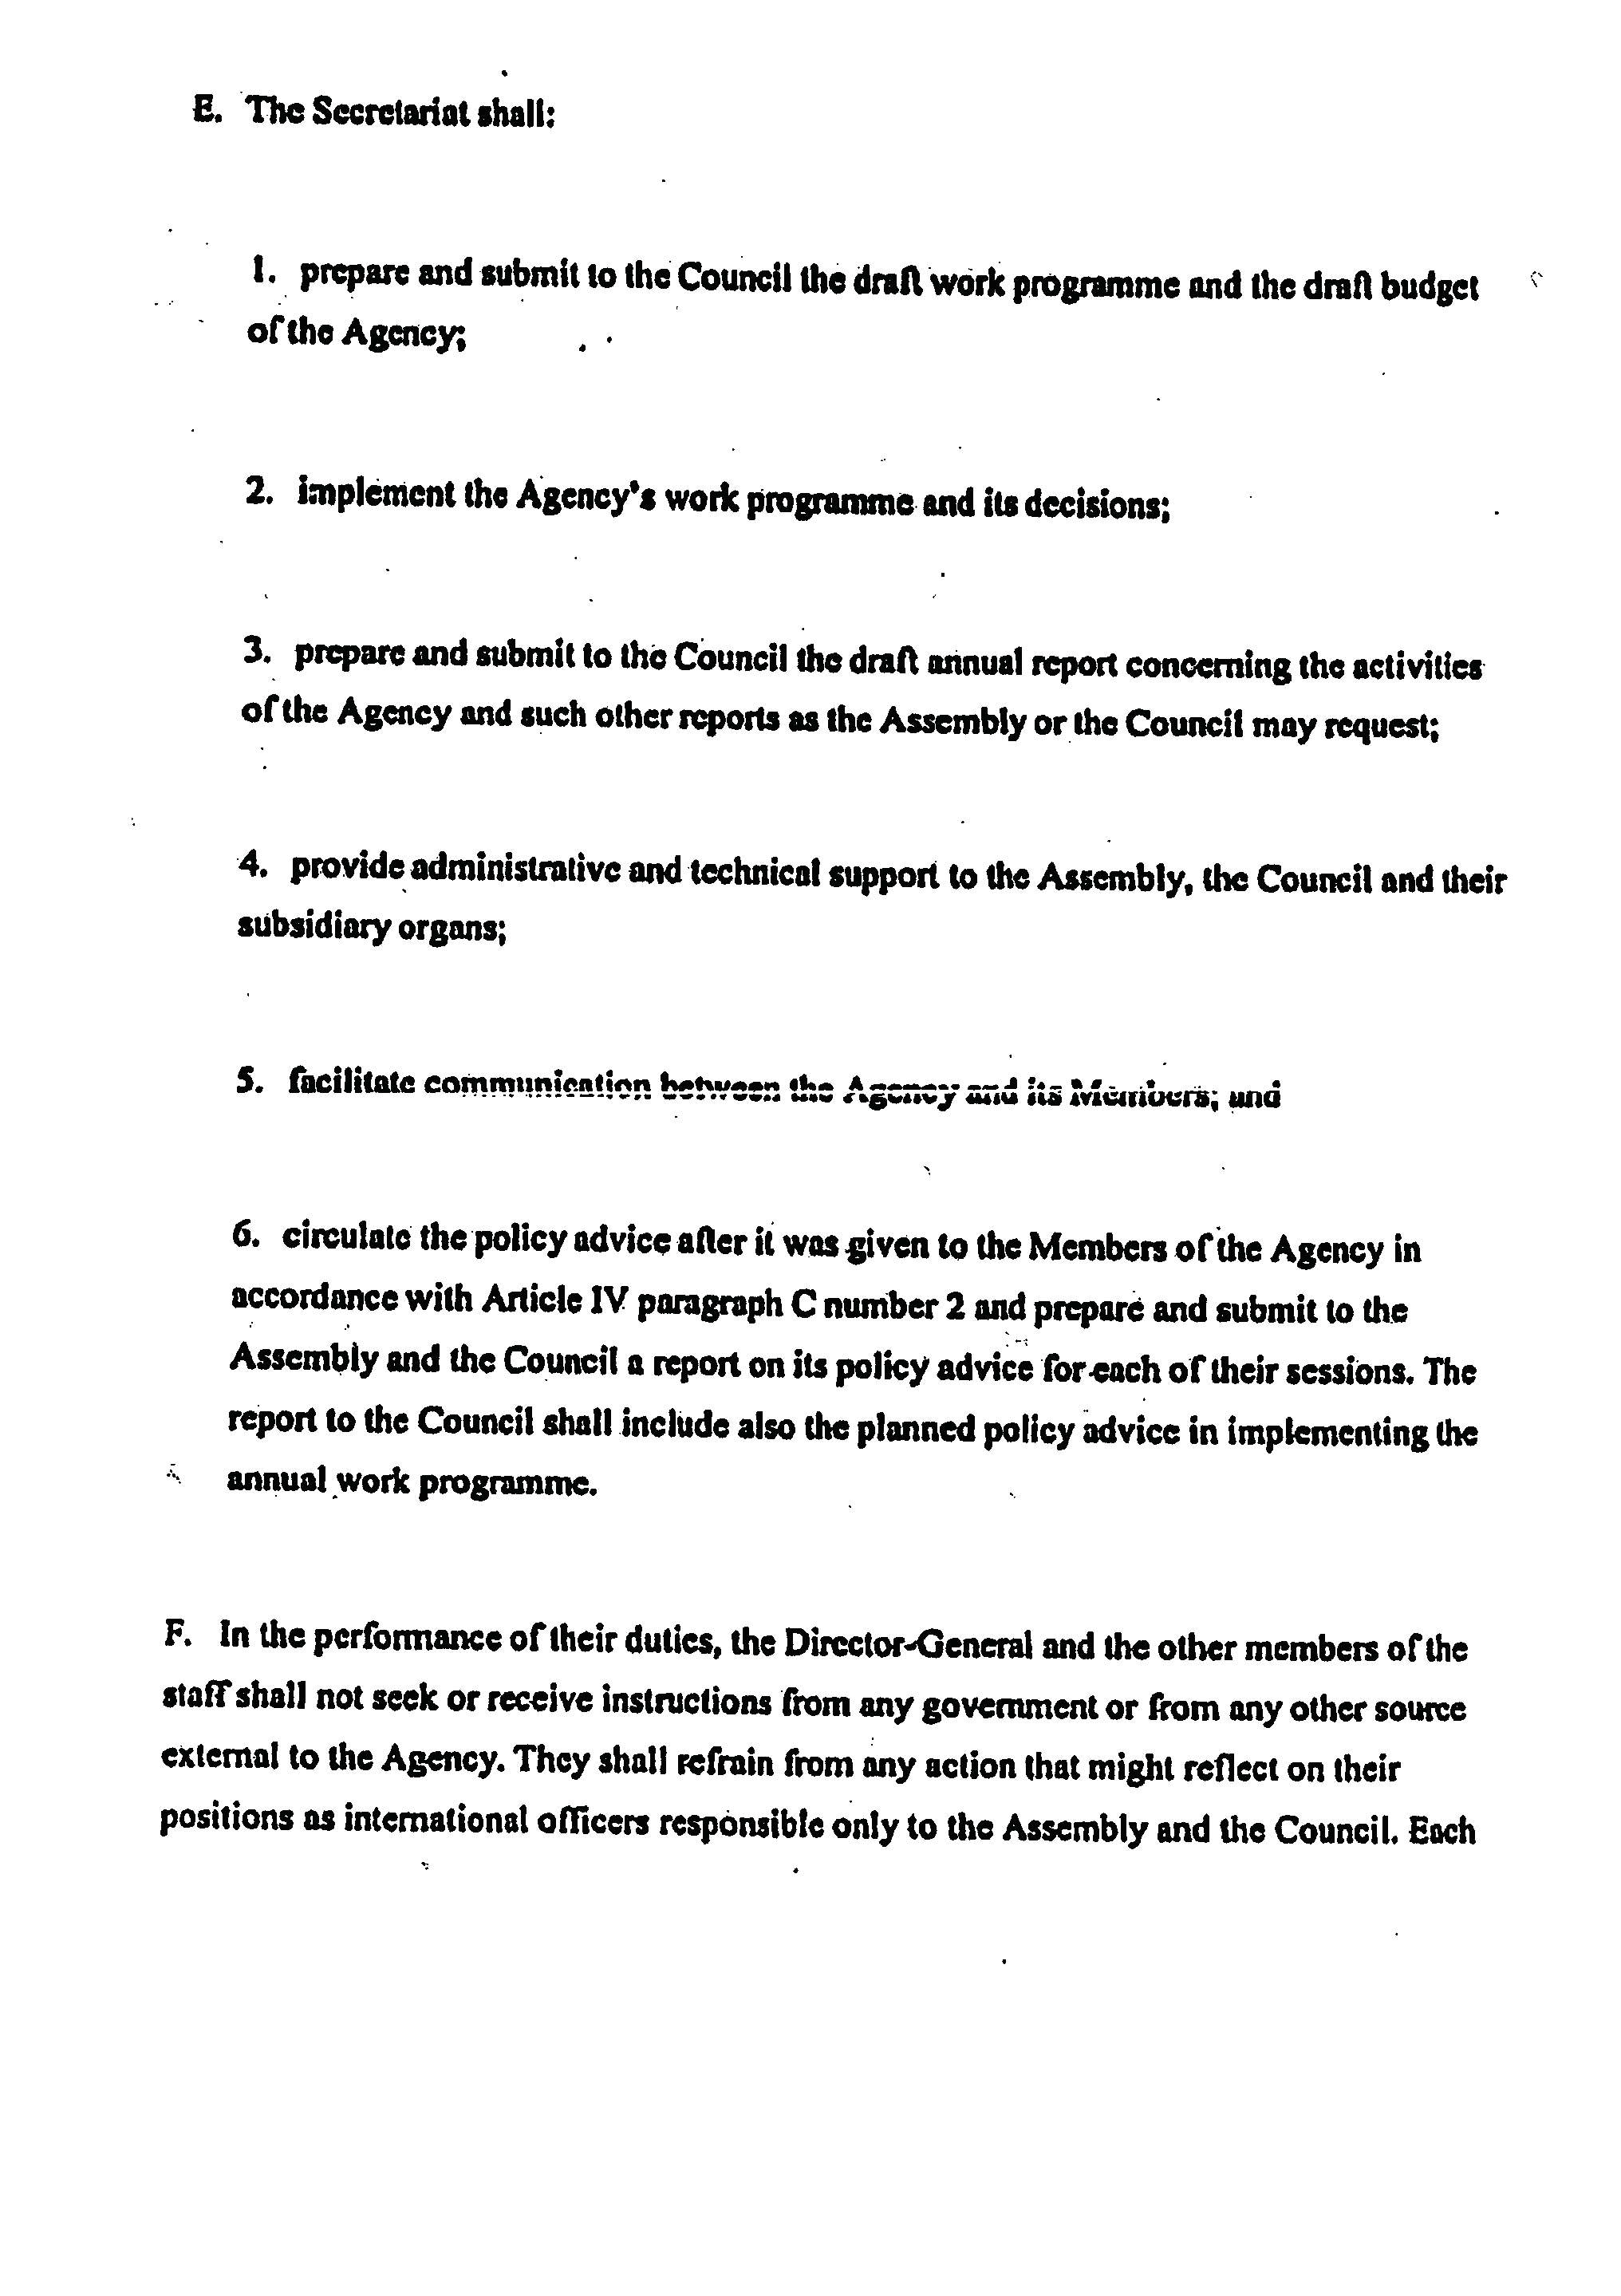 E. The Secretariat shall:
1. prepare and submit to the Council the draft work programme and the draft budget
of the Agency;
2. implement the Agency's work programme and its decisions;
3. prepare and submit to the Council the draft annual report concerning the activities
of the Agency and such other reports as the Assembly or the Council may request;
4. provide administrative and technical support to the Assembly, the Council and their
subsidiary organs;
5. facilitate communication between the Agency and its Members; and
6. circulate the policy advice after it was given to the Members of the Agency in
accordance with Article IV paragraph C number 2 and prepare and submit to the
Assembly and the Council a report on its policy advice for each of their sessions. The
report to the Council shall include also the planned policy advice in implementing the
annual work programme.
F. In the performance of their duties, the Director-General and the other members of the
staff shall not seek or receive instructions from any government or from any other source
external to the Agency. They shall refrain from any action that might reflect on their
positions as international officers responsible only to the Assembly and the Council. Each